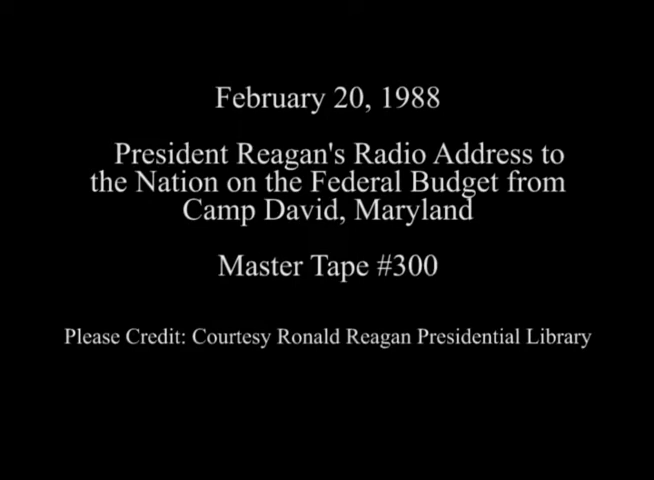 February 20, 1988
President Reagan's Radio Address to
the Nation on the Federal Budget from
Camp David, Maryland
Master Tape #300
Please Credit: Courtesy Ronald Reagan Presidential Library